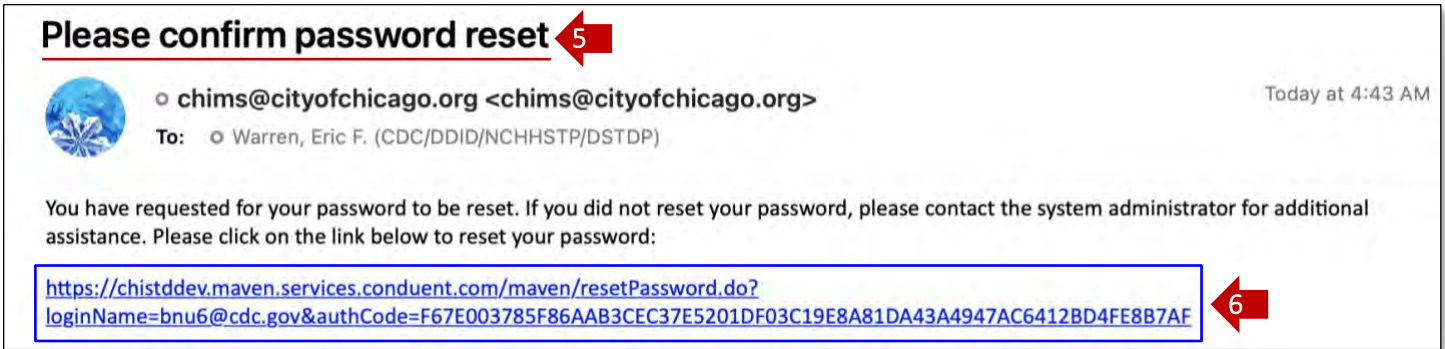 Please confirm password reset 5
chims@cityofchicago.org <chims@cityofchicago.org>
Today at 4:43 AM
To: Warren, Eric F. (CDC/DDID/NCHHSTP/DSTDP)
You have requested for your password to be reset. If you did not reset your password, please contact the system administrator for additional
assistance. Please click on the link below to reset your password:
https://chistddev.maven.services.conduent.com/maven/resetPassword.do?
loginName=bnu6@cdc.gov&authCode=F67E003785F86AAB3CEC37E5201DF03C19E8A81DA43A4947AC6412BD4FE8B7AF
6